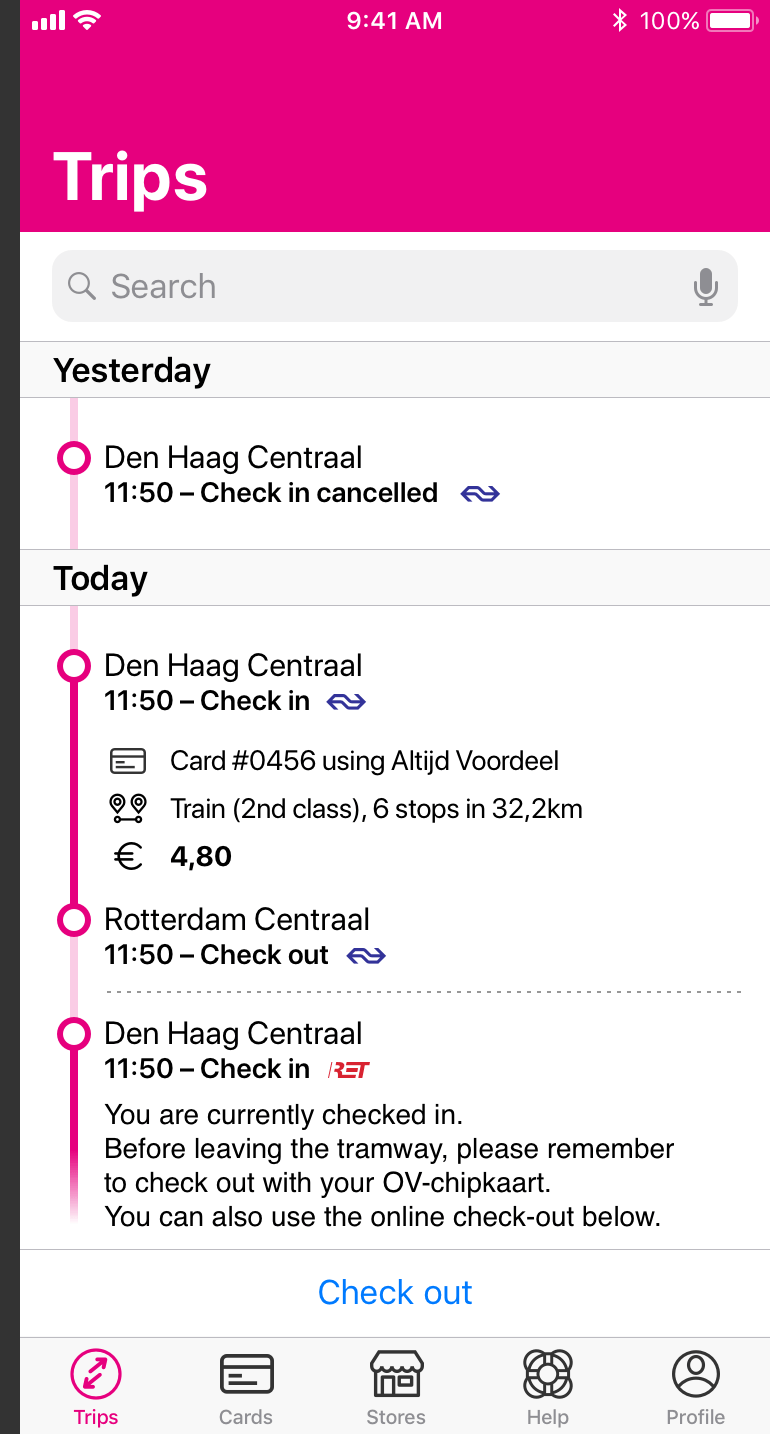 9:41 AM 100%
Trips
Search
Yesterday
Den Haag Centraal
11:50 – Check in cancelled
Today
Den Haag Centraal
11:50 – Check in
Card #0456 using Altijd Voordeel
Train (2nd class), 6 stops in 32,2km
€ 4,80
Rotterdam Centraal
11:50 – Check out
Den Haag Centraal
11:50 – Check in RET
You are currently checked in.
Before leaving the tramway, please remember
to check out with your OV-chipkaart.
You can also use the online check-out below.
Check out
Trips Cards Stores Help Profile